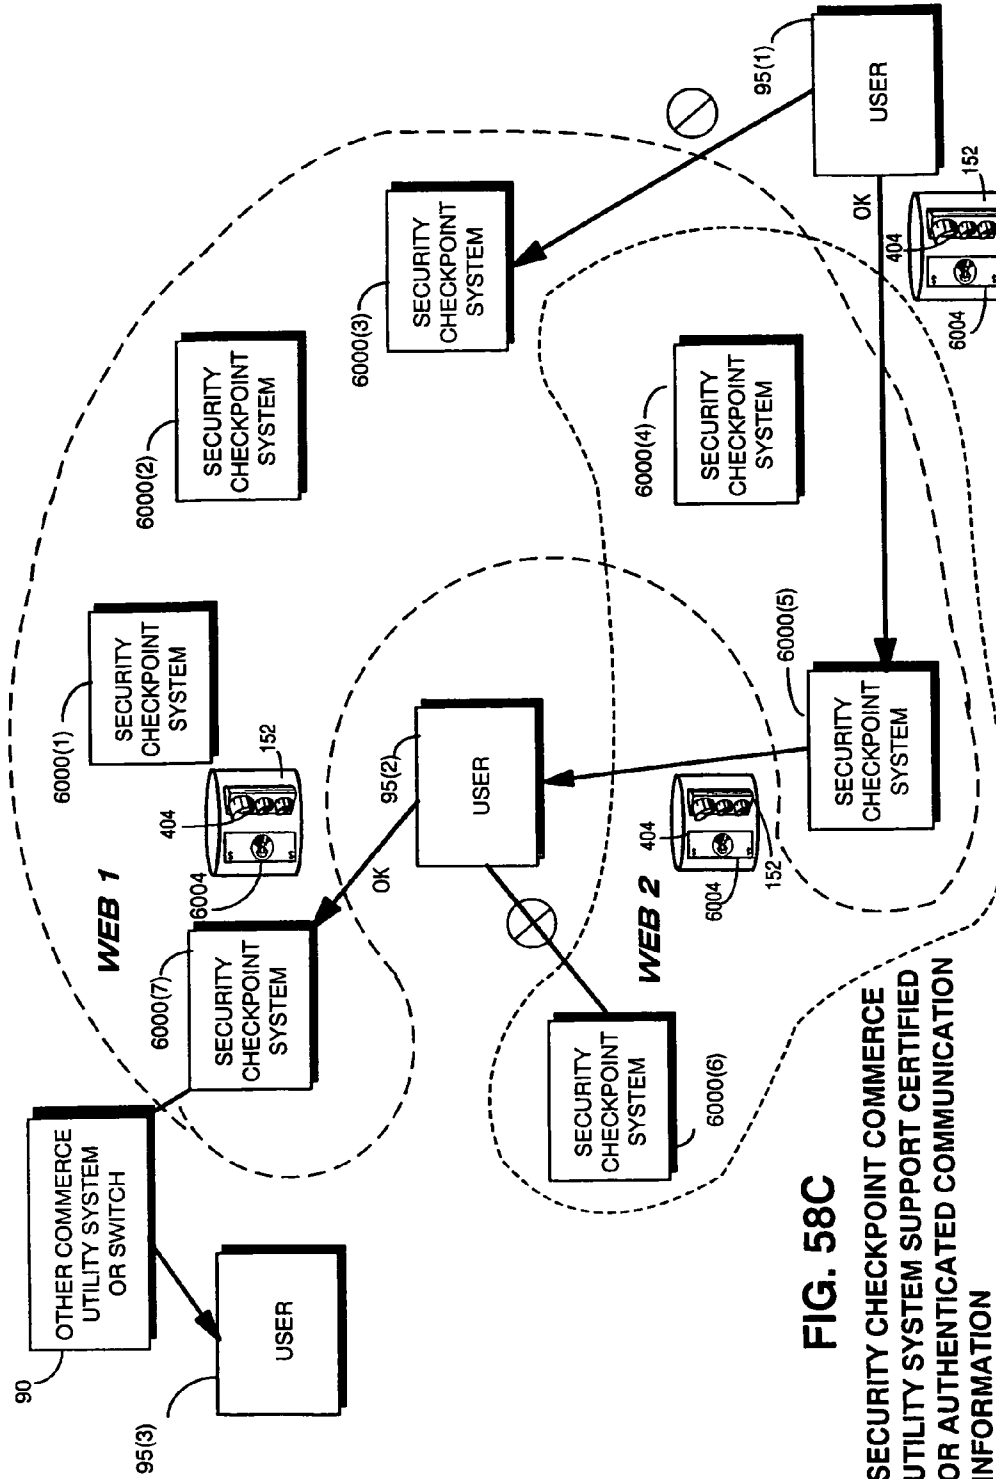 90
OTHER COMMERCE
UTILITY SYSTEM
OR SWITCH
95(3)
USER
WEB 1
6000(1)
SECURITY
CHECKPOINT
SYSTEM
6000(2)
SECURITY
CHECKPOINT
SYSTEM
6000(3)
SECURITY
CHECKPOINT
SYSTEM
6000(7)
SECURITY
CHECKPOINT
SYSTEM
6004
404
152
OK
95(2)
USER
6000(4)
SECURITY
CHECKPOINT
SYSTEM
95(1)
USER
OK
404
152
6004
SECURITY
CHECKPOINT
SYSTEM
6000(6)
WEB 2
404
6004
152
6000(5)
SECURITY
CHECKPOINT
SYSTEM
FIG. 58C
SECURITY CHECKPOINT COMMERCE
UTILITY SYSTEM SUPPORT CERTIFIED
OR AUTHENTICATED COMMUNICATION
INFORMATION